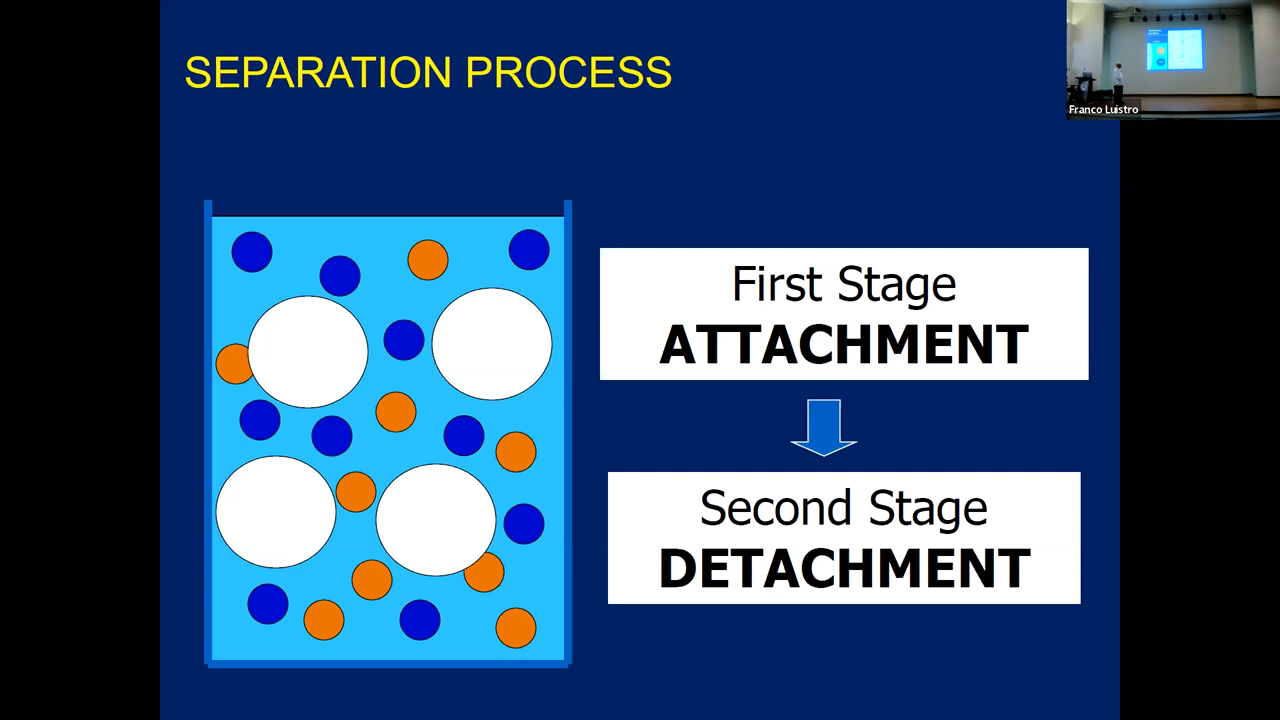 SEPARATION PROCESS
Franco Luistro
First Stage
ATTACHMENT
Second Stage
DETACHMENT